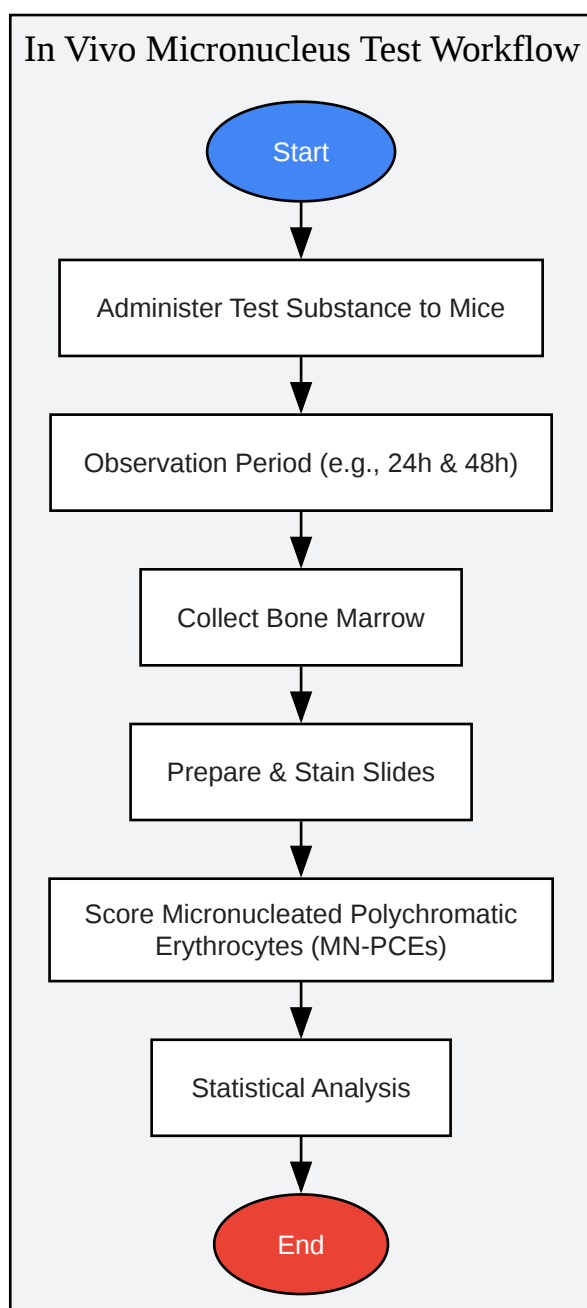 In Vivo Micronucleus Test Workflow
Start
Administer Test Substance to Mice
Observation Period (e.g., 24h & 48h)
Collect Bone Marrow
Prepare & Stain Slides
Score Micronucleated Polychromatic
Erythrocytes (MN-PCEs)
Statistical Analysis
End